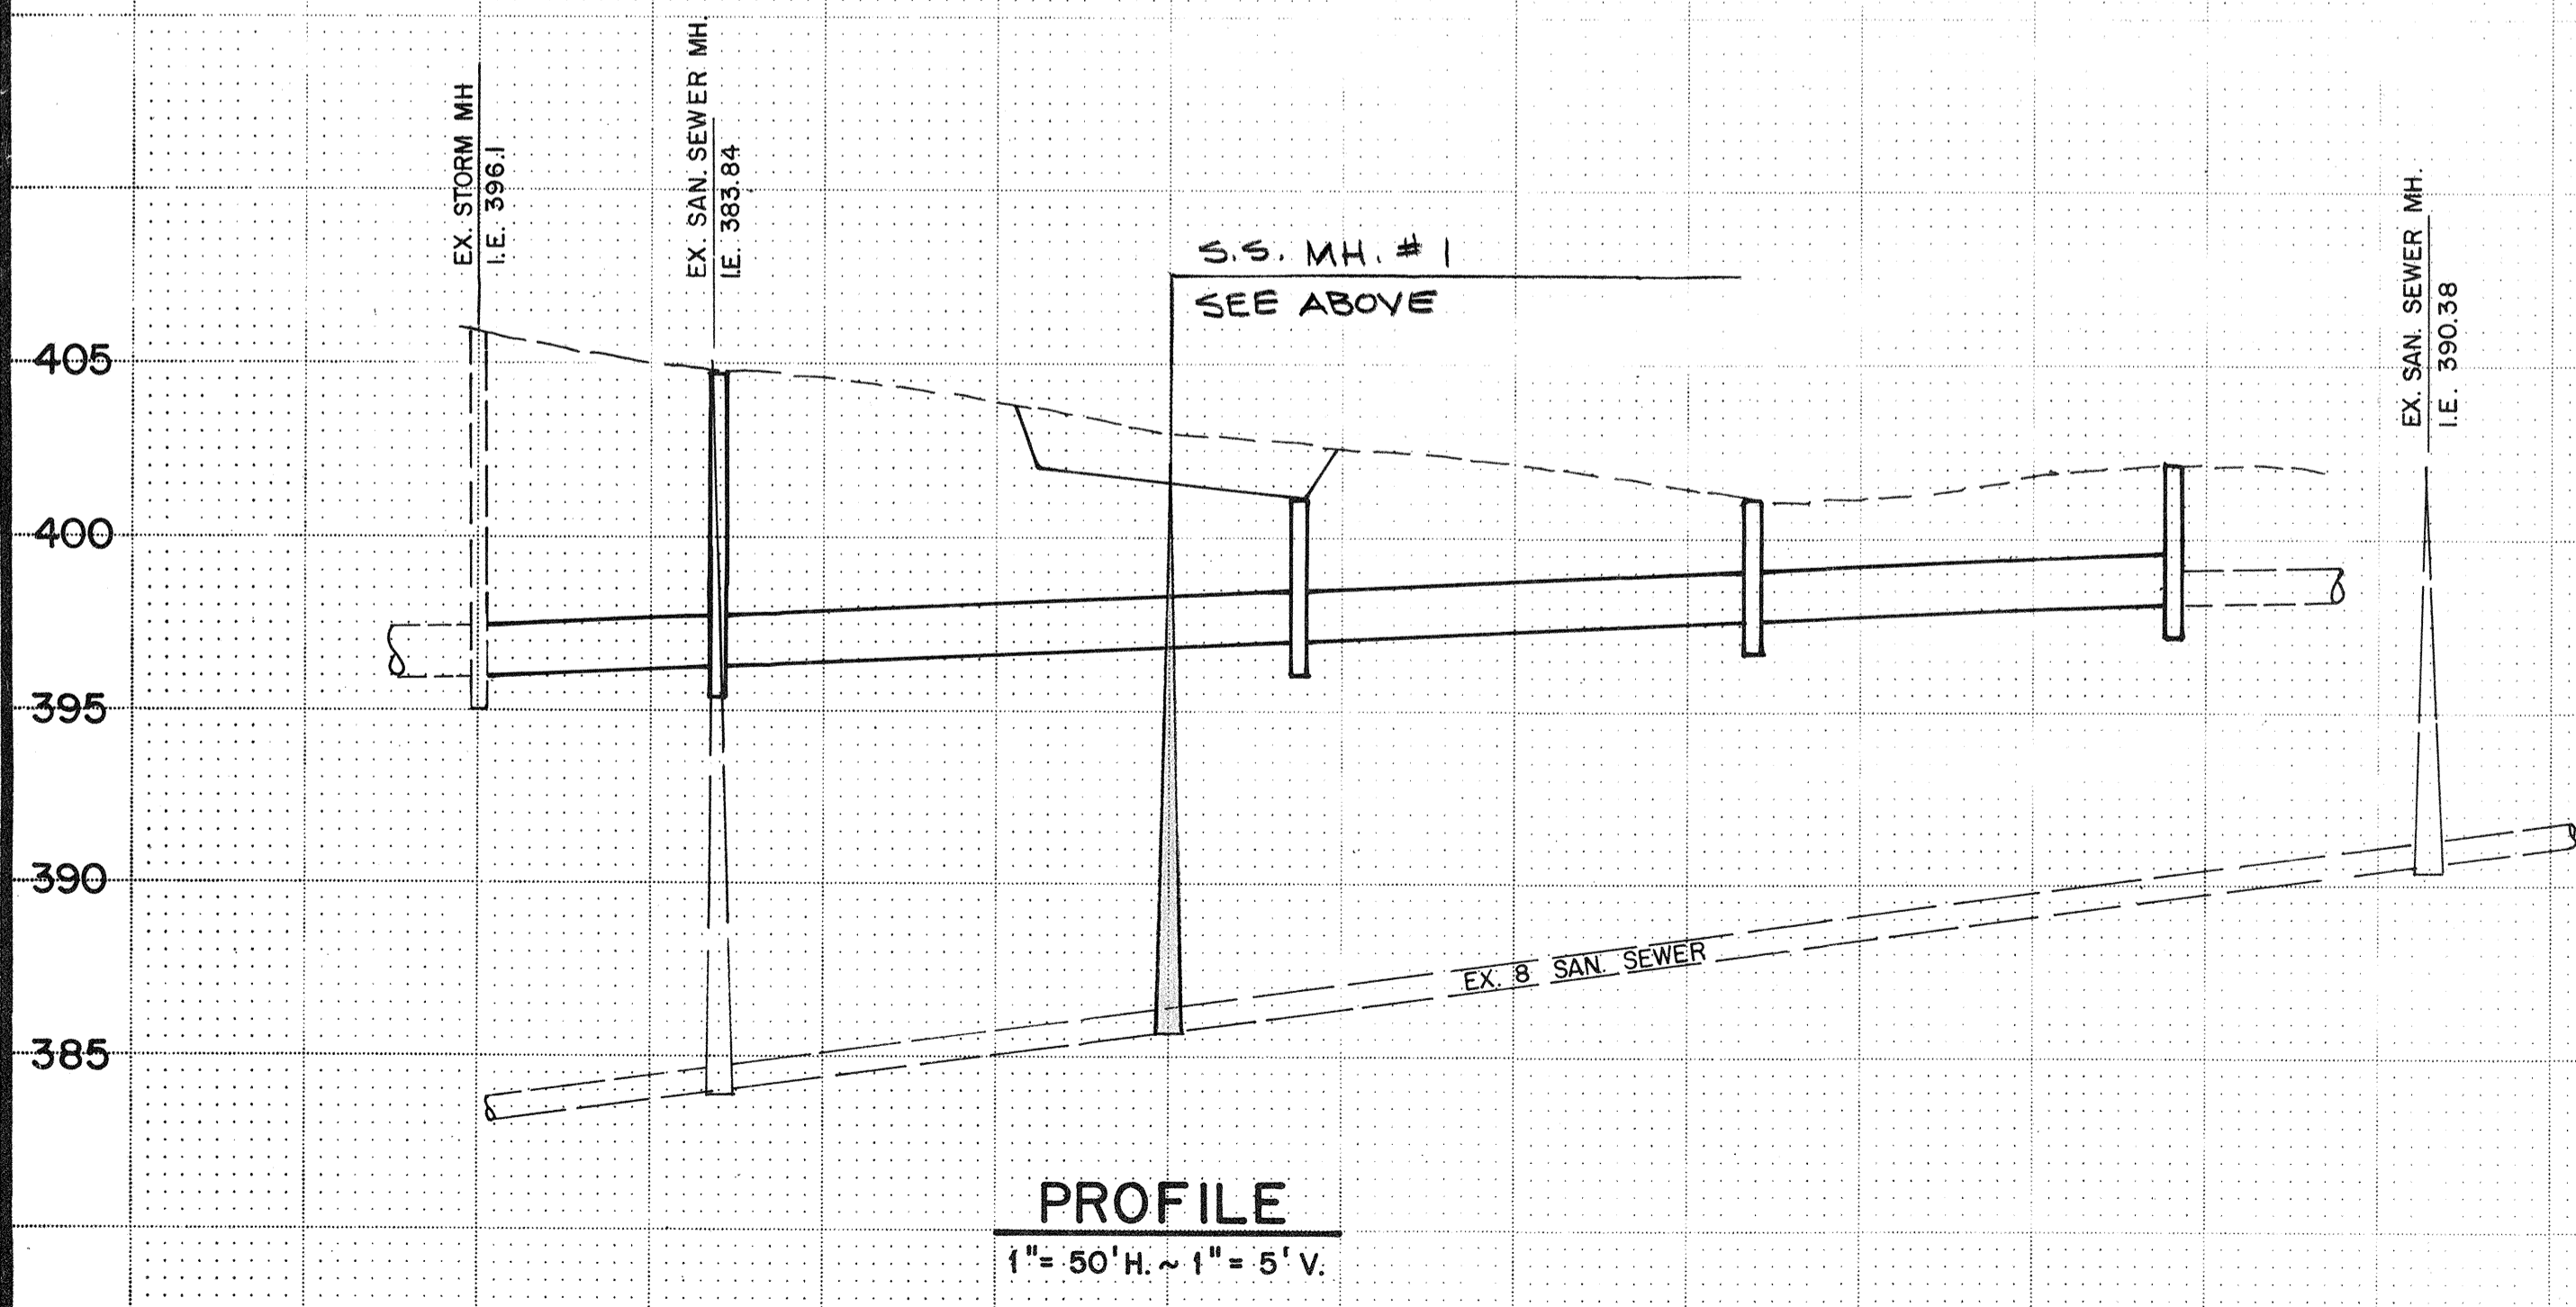 EX. STORM MH
I.E. 396.1
EX. SAN. SEWER MH.
I.E. 383.84
S.S. MH. # 1
SEE ABOVE
EX. SAN. SEWER MH.
I.E. 390.38
405
400
395
390
385
EX. 8 SAN. SEWER
PROFILE
1"= 50' H. ~ 1"= 5' V.